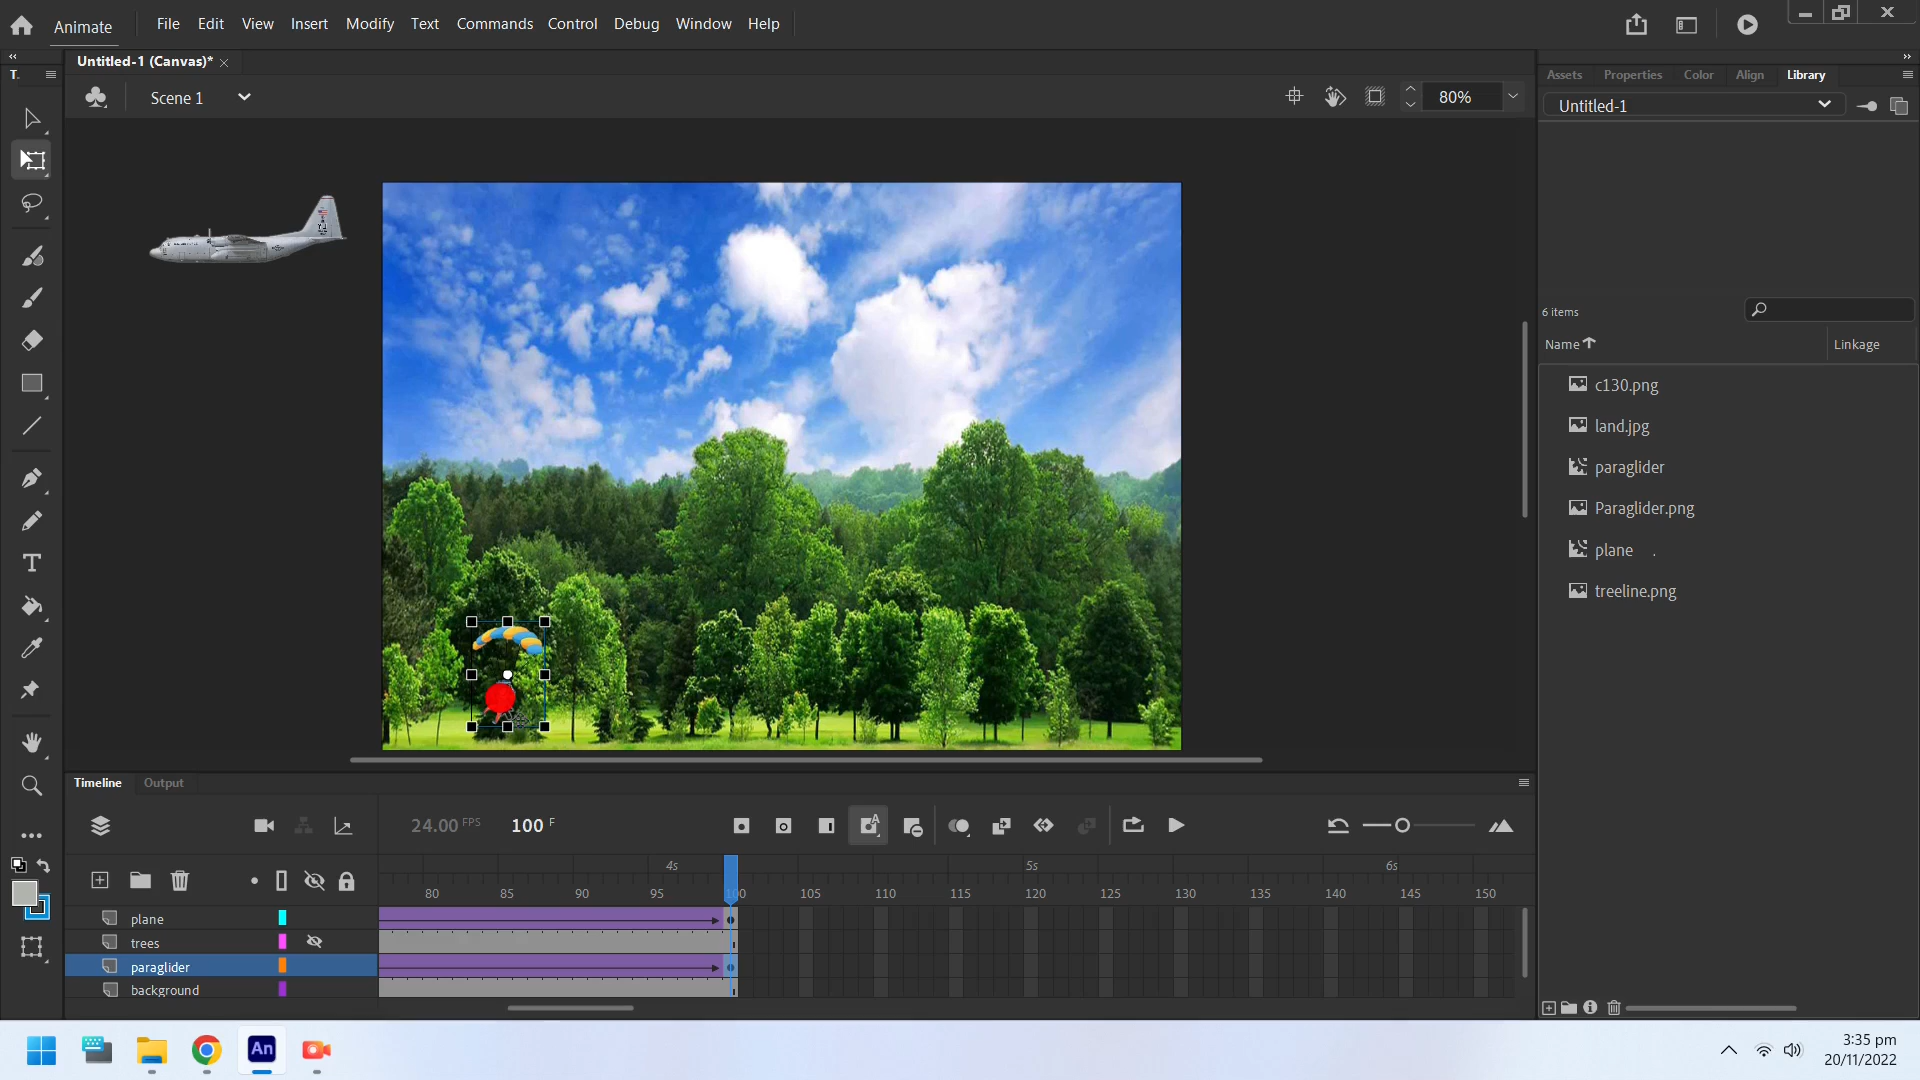 Animate File Edit View Insert Modify Text Commands Control Debug Window Help
Untitled-1 (Canvas)*
T.
Assets Properties Color Align Library
Scene 1
80%
Untitled-1
6 items
Name Linkage
c130.png
land.jpg
paraglider
Paraglider.png
plane
treeline.png
Timeline Output
24.00 FPS 100 F
4s 5s 6s
80 85 90 95 100 105 110 115 120 125 130 135 140 145 150
plane
trees
paraglider
background
An
3:35 pm
20/11/2022